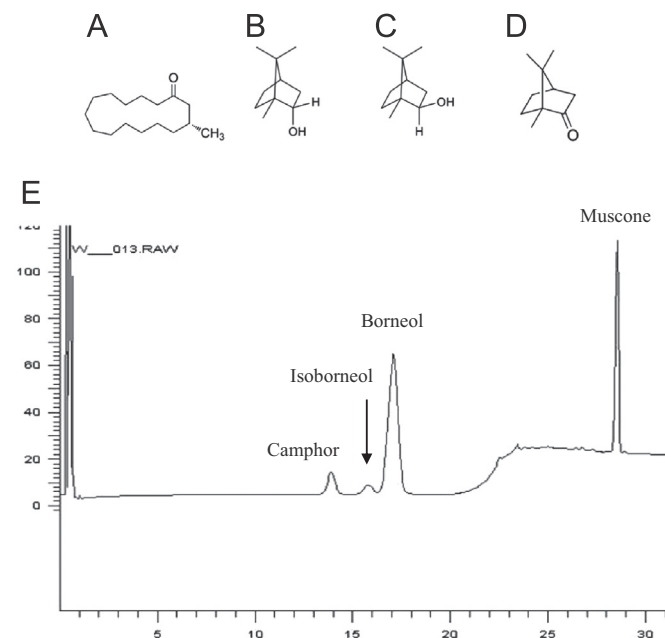 A B C D
O
CH3
H
OH
OH
H
O
E
Muscone
120
W___013.RAW
100
Borneol
80
60
Isoborneol
40
Camphor
20
0
5 10 15 20 25 30